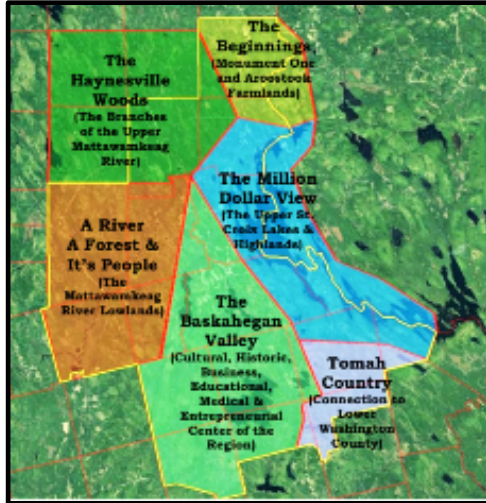 The
Beginnings
(Monument One
and Aroostook
Farmlands)
The
Haynesville
Woods
(The Branches
of the Upper
Mattawamkeag
River)
The Million
Dollar View
(The Upper St.
Croix Lakes &
Highlands)
A River
A Forest &
It's People
(The
Mattawamkeag
River Lowlands)
The
Baskahegan
Valley
(Cultural, Historic,
Business,
Educational,
Medical &
Entrepreneurial
Center of the
Region)
Tomah
Country
(Connection to
Lower
Washington
County)